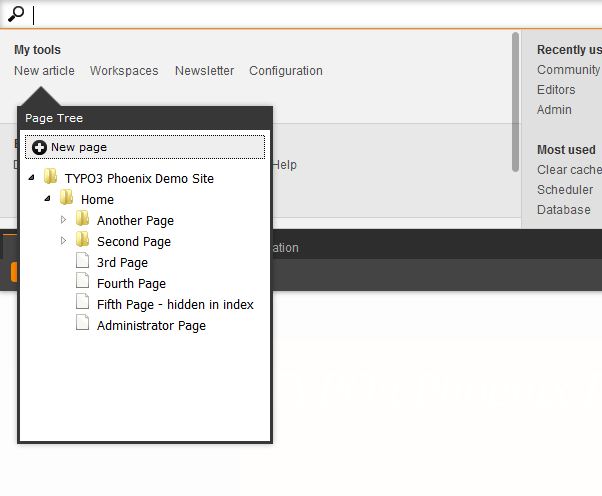 My tools
New article Workspaces Newsletter Configuration
Page Tree
New page
TYPO3 Phoenix Demo Site
Home
Another Page
Second Page
3rd Page
Fourth Page
Fifth Page - hidden in index
Administrator Page
Help
ation
Recently us
Community
Editors
Admin
Most used
Clear cache
Scheduler
Database